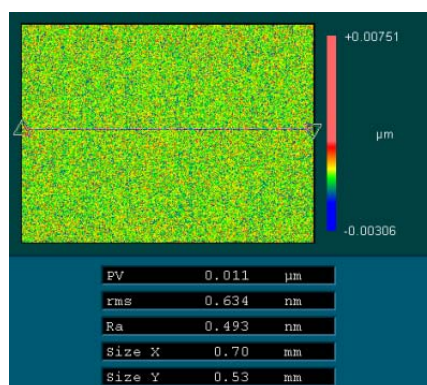 +0.00751
µm
-0.00306
PV 0.011 µm
rms 0.634 nm
Ra 0.493 nm
Size X 0.70 mm
Size Y 0.53 mm